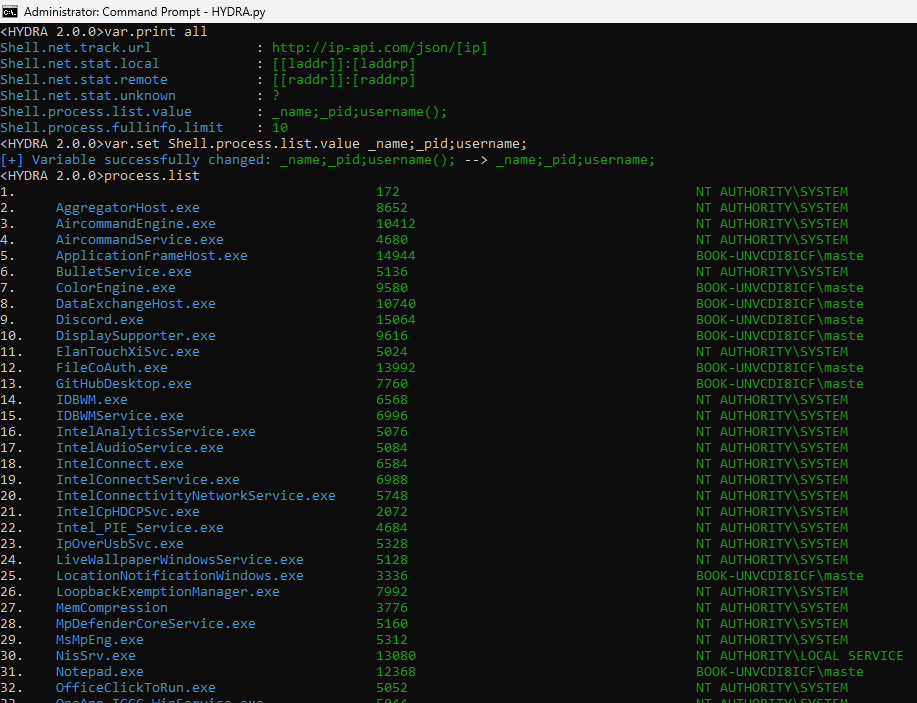 Administrator: Command Prompt - HYDRA.py
<HYDRA 2.0.0>var.print all
Shell.net.track.url : http://ip-api.com/json/[ip]
Shell.net.stat.local : [[laddr]]:[laddrp]
Shell.net.stat.remote : [[raddr]]:[raddrp]
Shell.net.stat.unknown : ?
Shell.process.list.value : _name;_pid;username();
Shell.process.fullinfo.limit : 10
<HYDRA 2.0.0>var.set Shell.process.list.value _name;_pid;username;
[+] Variable successfully changed: _name;_pid;username(); --> _name;_pid;username;
<HYDRA 2.0.0>process.list
1. 172 NT AUTHORITY\SYSTEM
2. AggregatorHost.exe 8652 NT AUTHORITY\SYSTEM
3. AircommandEngine.exe 10412 NT AUTHORITY\SYSTEM
4. AircommandService.exe 4680 NT AUTHORITY\SYSTEM
5. ApplicationFrameHost.exe 14944 BOOK-UNVCDI8ICF\maste
6. BulletService.exe 5136 NT AUTHORITY\SYSTEM
7. ColorEngine.exe 9580 BOOK-UNVCDI8ICF\maste
8. DataExchangeHost.exe 10740 BOOK-UNVCDI8ICF\maste
9. Discord.exe 15064 BOOK-UNVCDI8ICF\maste
10. DisplaySupporter.exe 9616 BOOK-UNVCDI8ICF\maste
11. ElanTouchXiSvc.exe 5024 NT AUTHORITY\SYSTEM
12. FileCoAuth.exe 13992 BOOK-UNVCDI8ICF\maste
13. GitHubDesktop.exe 7760 BOOK-UNVCDI8ICF\maste
14. IDBWM.exe 6568 NT AUTHORITY\SYSTEM
15. IDBWMService.exe 6996 NT AUTHORITY\SYSTEM
16. IntelAnalyticsService.exe 5076 NT AUTHORITY\SYSTEM
17. IntelAudioService.exe 5084 NT AUTHORITY\SYSTEM
18. IntelConnect.exe 6584 NT AUTHORITY\SYSTEM
19. IntelConnectService.exe 6988 NT AUTHORITY\SYSTEM
20. IntelConnectivityNetworkService.exe 5748 NT AUTHORITY\SYSTEM
21. IntelCpHDCPSvc.exe 2072 NT AUTHORITY\SYSTEM
22. Intel_PIE_Service.exe 4684 NT AUTHORITY\SYSTEM
23. IpOverUsbSvc.exe 5328 NT AUTHORITY\SYSTEM
24. LiveWallpaperWindowsService.exe 5128 NT AUTHORITY\SYSTEM
25. LocationNotificationWindows.exe 3336 BOOK-UNVCDI8ICF\maste
26. LoopbackExemptionManager.exe 7992 NT AUTHORITY\SYSTEM
27. MemCompression 3776 NT AUTHORITY\SYSTEM
28. MpDefenderCoreService.exe 5160 NT AUTHORITY\SYSTEM
29. MsMpEng.exe 5312 NT AUTHORITY\SYSTEM
30. NisSrv.exe 13080 NT AUTHORITY\LOCAL SERVICE
31. Notepad.exe 12368 BOOK-UNVCDI8ICF\maste
32. OfficeClickToRun.exe 5052 NT AUTHORITY\SYSTEM